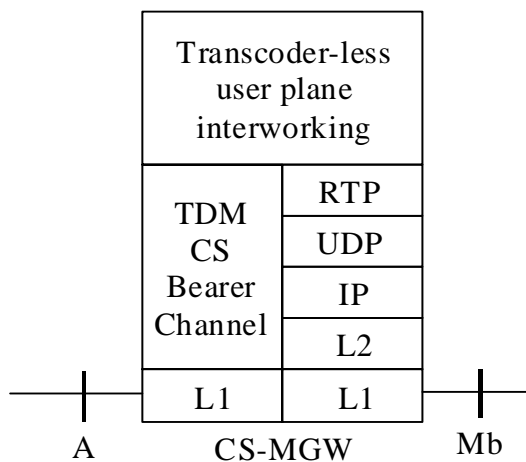 Transcoder-less
user plane
interworking
TDM
CS
Bearer
Channel
RTP
UDP
IP
L2
L1
L1
A
CS-MGW
Mb